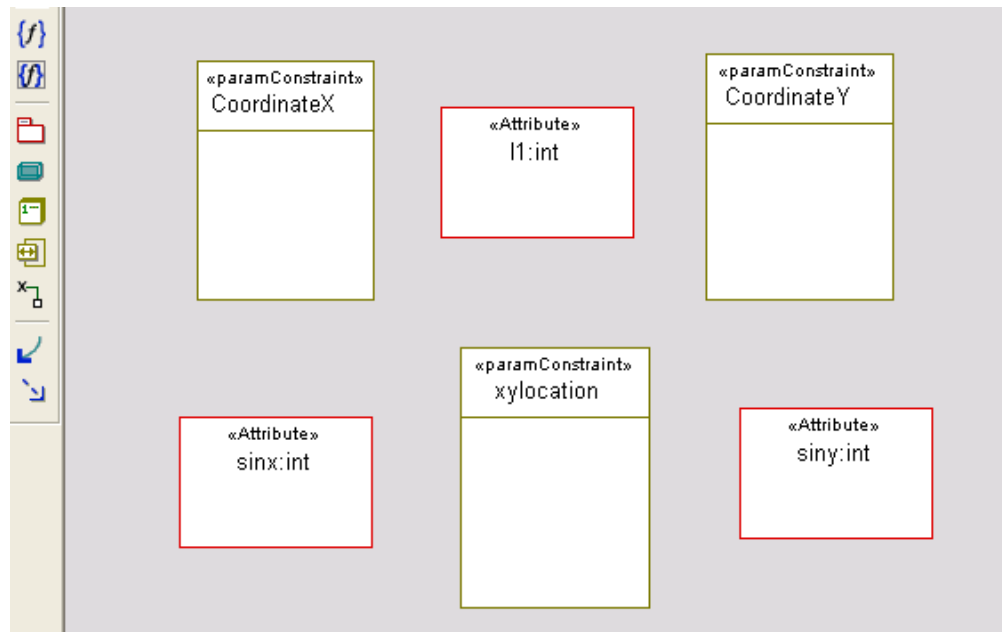 «paramConstraint»
CoordinateX
«Attribute»
l1:int
«paramConstraint»
CoordinateY
«Attribute»
sinx:int
«paramConstraint»
xylocation
«Attribute»
siny:int